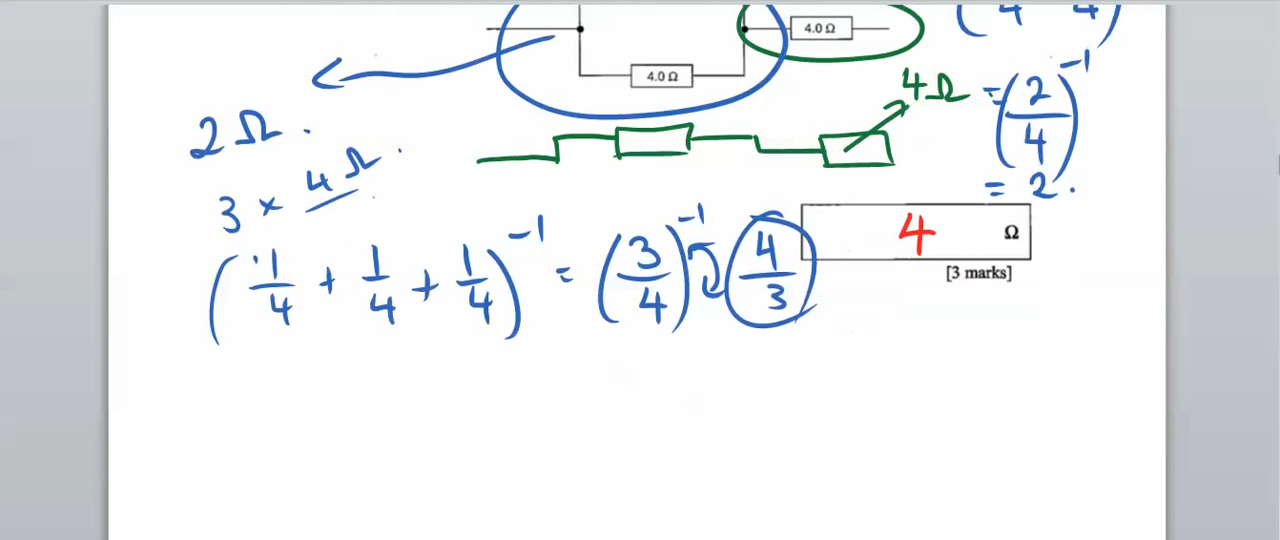 4.0 Ω
4.0 Ω
4 Ω
= (2/4)⁻¹
= 2.
2 Ω.
3 × 4 Ω.
4 Ω
[3 marks]
(1/4 + 1/4 + 1/4)⁻¹ = (3/4)⁻¹ 4/3